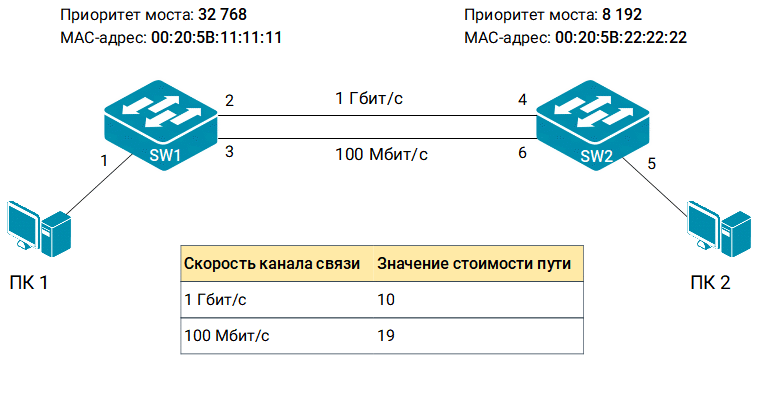 Приоритет моста: 32 768
МАС-адрес: 00:20:5B:11:11:11
Приоритет моста: 8 192
МАС-адрес: 00:20:5B:22:22:22
2
1 Гбит/с
4
SW1
3
100 Мбит/с
6
SW2
1
5
ПК 1
ПК 2
Скорость канала связи Значение стоимости пути
1 Гбит/с 10
100 Мбит/с 19